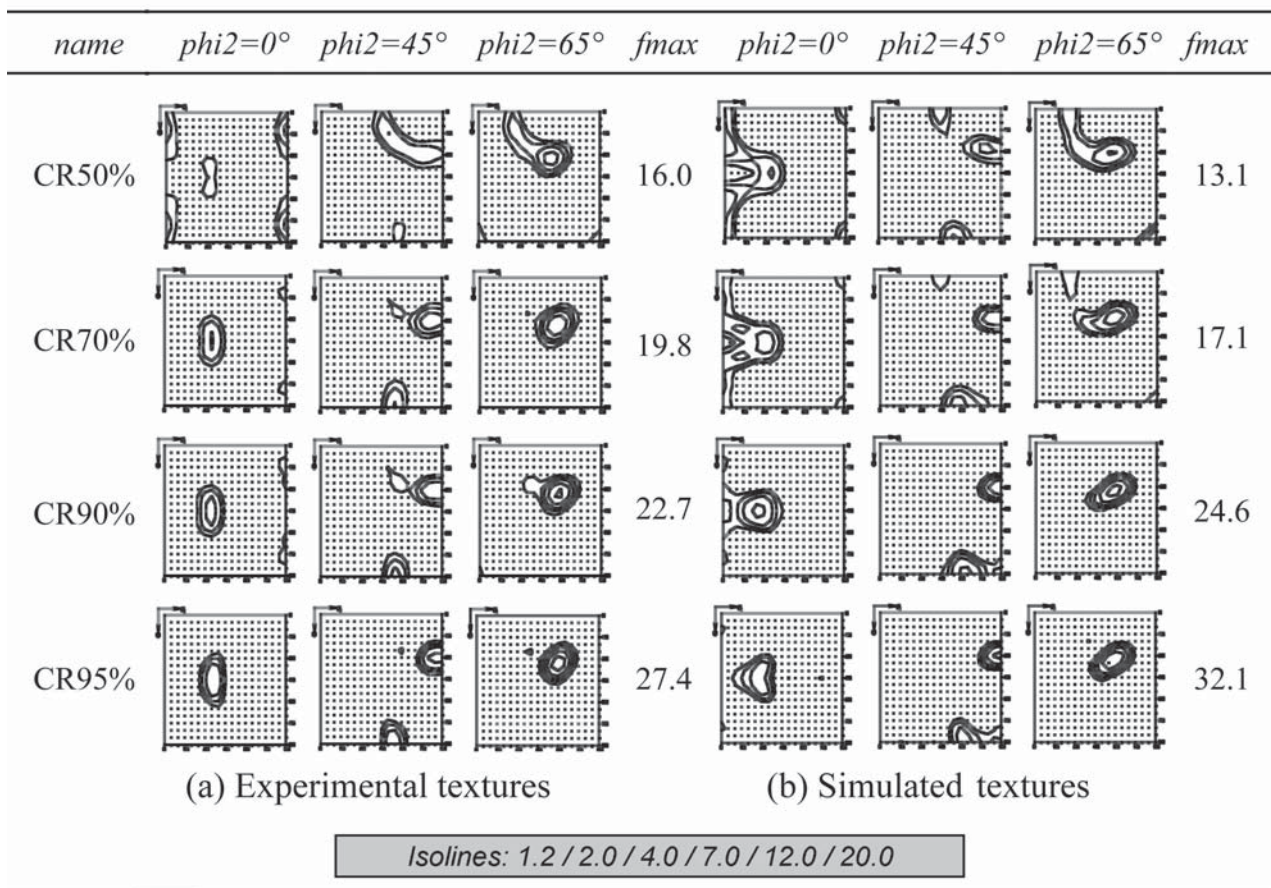 name phi2=0° phi2=45° phi2=65° fmax phi2=0° phi2=45° phi2=65° fmax
CR50% 16.0 13.1
CR70% 19.8 17.1
CR90% 22.7 24.6
CR95% 27.4 32.1
(a) Experimental textures (b) Simulated textures
Isolines: 1.2 / 2.0 / 4.0 / 7.0 / 12.0 / 20.0